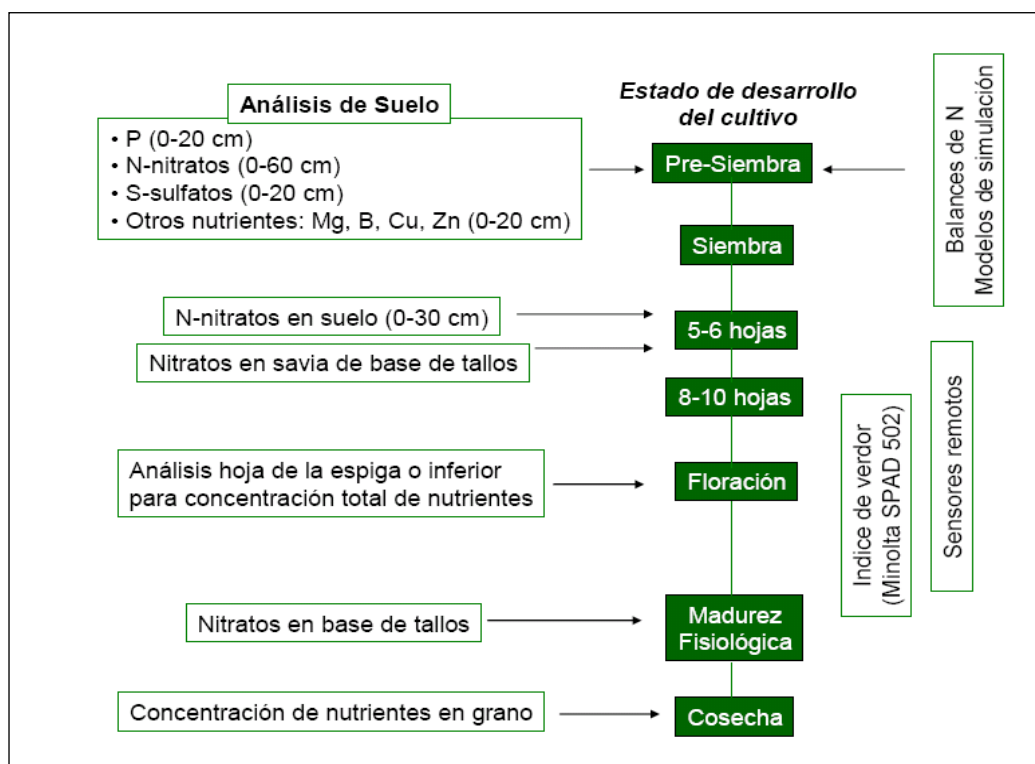 Análisis de Suelo
• P (0-20 cm)
• N-nitratos (0-60 cm)
• S-sulfatos (0-20 cm)
• Otros nutrientes: Mg, B, Cu, Zn (0-20 cm)
N-nitratos en suelo (0-30 cm)
Nitratos en savia de base de tallos
Análisis hoja de la espiga o inferior
para concentración total de nutrientes
Nitratos en base de tallos
Concentración de nutrientes en grano
Estado de desarrollo
del cultivo
Pre-Siembra
Siembra
5-6 hojas
8-10 hojas
Floración
Madurez
Fisiológica
Cosecha
Balances de N
Modelos de simulación
Indice de verdor
(Minolta SPAD 502)
Sensores remotos